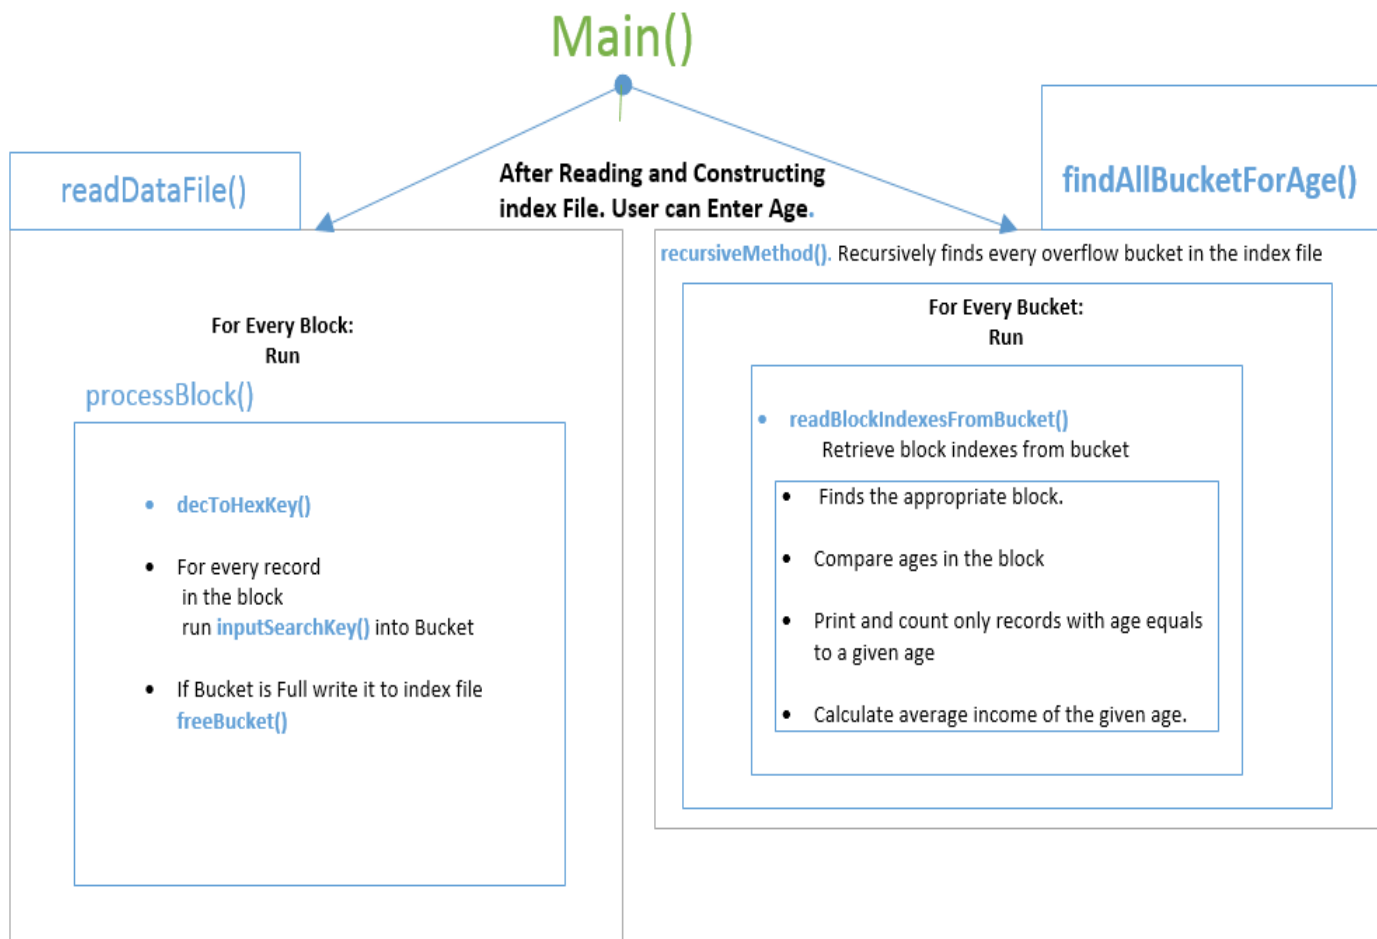 Main()
readDataFile()
After Reading and Constructing
index File. User can Enter Age.
findAllBucketForAge()
For Every Block:
Run
processBlock()
• decToHexKey()
• For every record
in the block
run inputSearchKey() into Bucket
• If Bucket is Full write it to index file
freeBucket()
recursiveMethod(). Recursively finds every overflow bucket in the index file
For Every Bucket:
Run
• readBlockIndexesFromBucket()
Retrieve block indexes from bucket
• Finds the appropriate block.
• Compare ages in the block
• Print and count only records with age equals
to a given age
• Calculate average income of the given age.